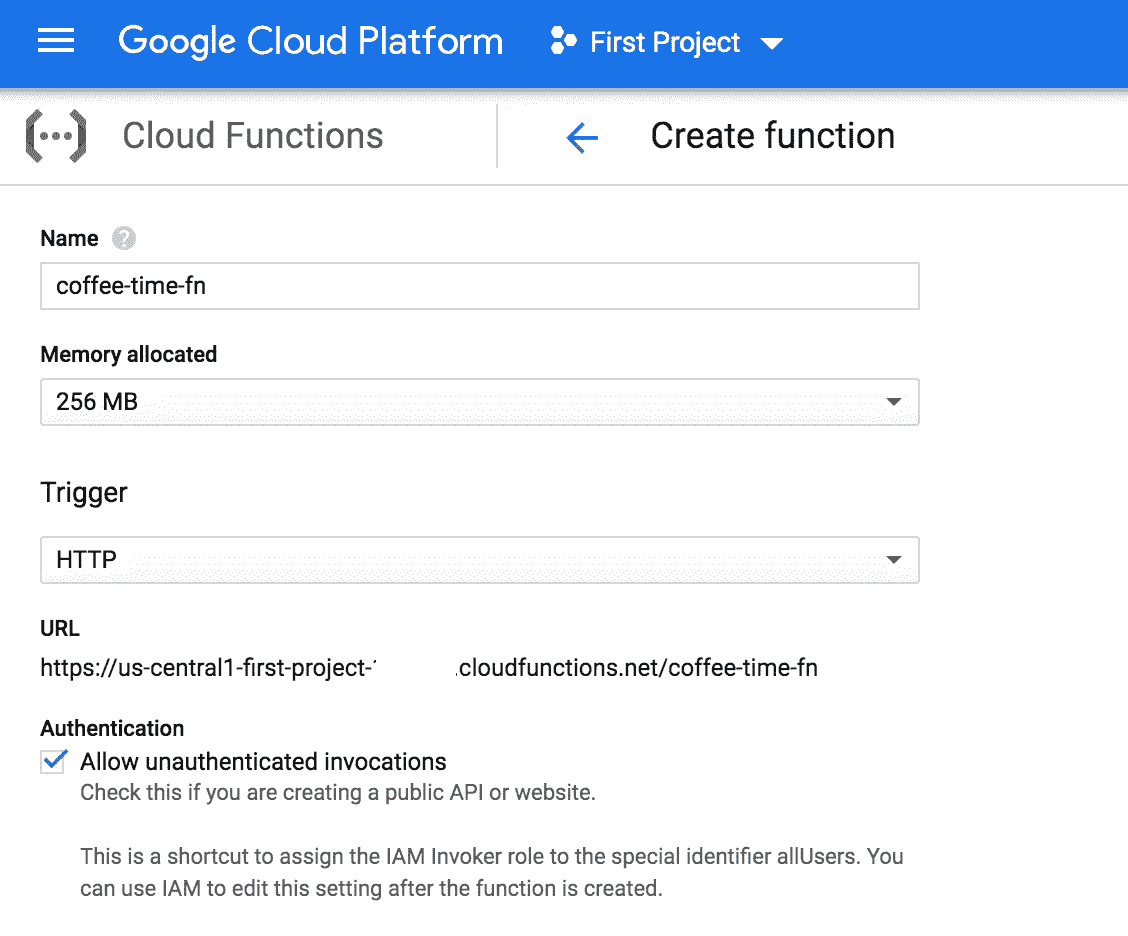 Google Cloud Platform First Project
Cloud Functions Create function
Name ?
coffee-time-fn
Memory allocated
256 MB
Trigger
HTTP
URL
https://us-central1-first-project- .cloudfunctions.net/coffee-time-fn
Authentication
Allow unauthenticated invocations
Check this if you are creating a public API or website.
This is a shortcut to assign the IAM Invoker role to the special identifier allUsers. You
can use IAM to edit this setting after the function is created.